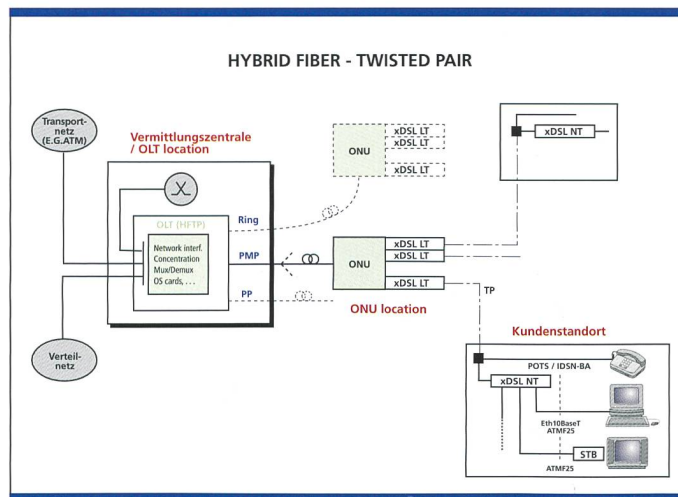 HYBRID FIBER - TWISTED PAIR
Transport-
netz
(E.G.ATM)
Vermittlungszentrale
/ OLT location
OLT (HFTP)
Network interf.
Concentration
Mux/Demux
OS cards, . . .
Verteil-
netz
Ring
PMP
PP
ONU
xDSL LT
xDSL LT
xDSL LT
ONU
xDSL LT
xDSL LT
xDSL LT
ONU location
xDSL NT
TP
Kundenstandort
POTS / IDSN-BA
xDSL NT
Eth10BaseT
ATMF25
STB
ATMF25